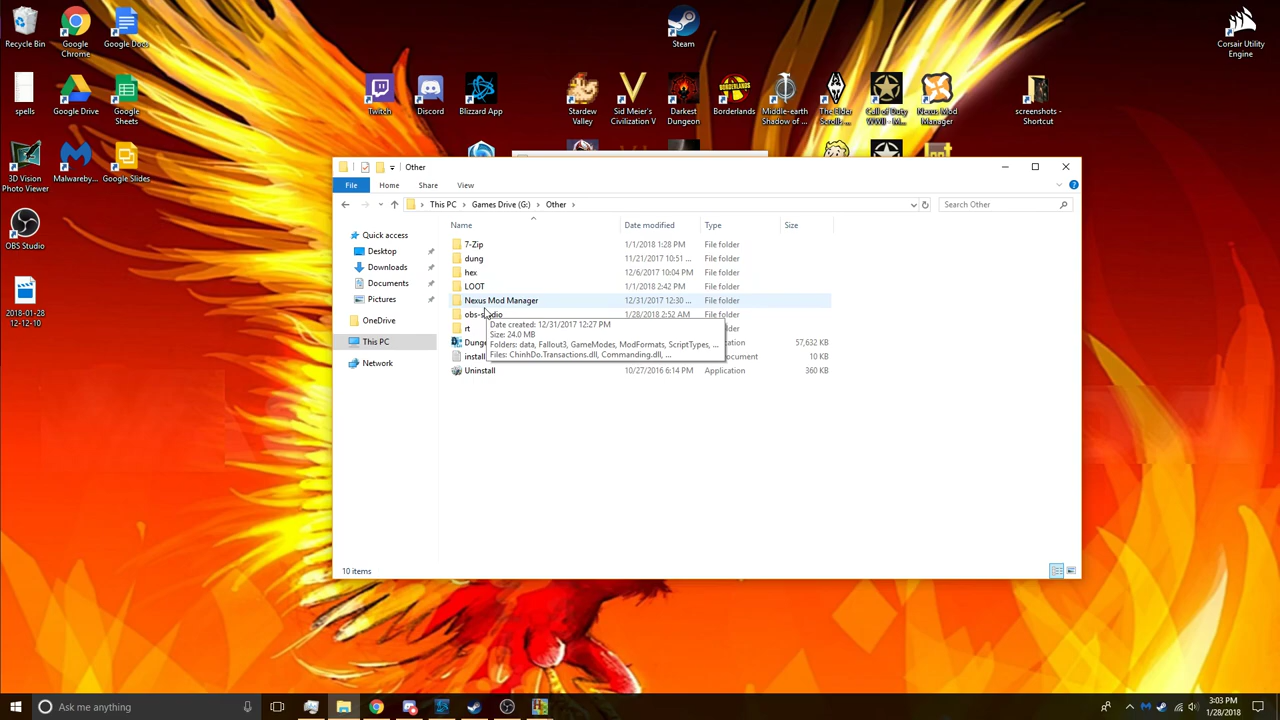 Recycle Bin
Google Chrome
Google Docs
Steam
Corsair Utility Engine
spells
Google Drive
Google Sheets
Twitch
Discord
Blizzard App
Stardew Valley
Sid Meier's Civilization V
Darkest Dungeon
Borderlands
Middle-earth Shadow of ...
The Elder Scrolls ...
Call of Duty WWII - M...
Nexus Mod Manager
screenshots - Shortcut
3D Vision Photo Viewer
Malwareby...
Google Slides
OBS Studio
2018-01-28 12-12-10
Other
File Home Share View
This PC > Games Drive (G:) > Other >
Search Other
Name Date modified Type Size
Quick access
Desktop
Downloads
Documents
Pictures
OneDrive
This PC
Network
7-Zip 1/1/2018 1:28 PM File folder
dung 11/21/2017 10:51 ... File folder
hex 12/6/2017 10:04 PM File folder
LOOT 1/1/2018 2:42 PM File folder
Nexus Mod Manager 12/31/2017 12:30 ... File folder
obs-studio 1/28/2018 2:52 AM File folder
rt File folder
Date created: 12/31/2017 12:27 PM
Size: 24.0 MB
Folders: data, Fallout3, GameModes, ModFormats, ScriptTypes, ...
Files: ChinhDo.Transactions.dll, Commanding.dll, ...
57,632 KB
install 10 KB
Uninstall 10/27/2016 6:14 PM Application 360 KB
10 items
Ask me anything
3:03 PM
1/28/2018